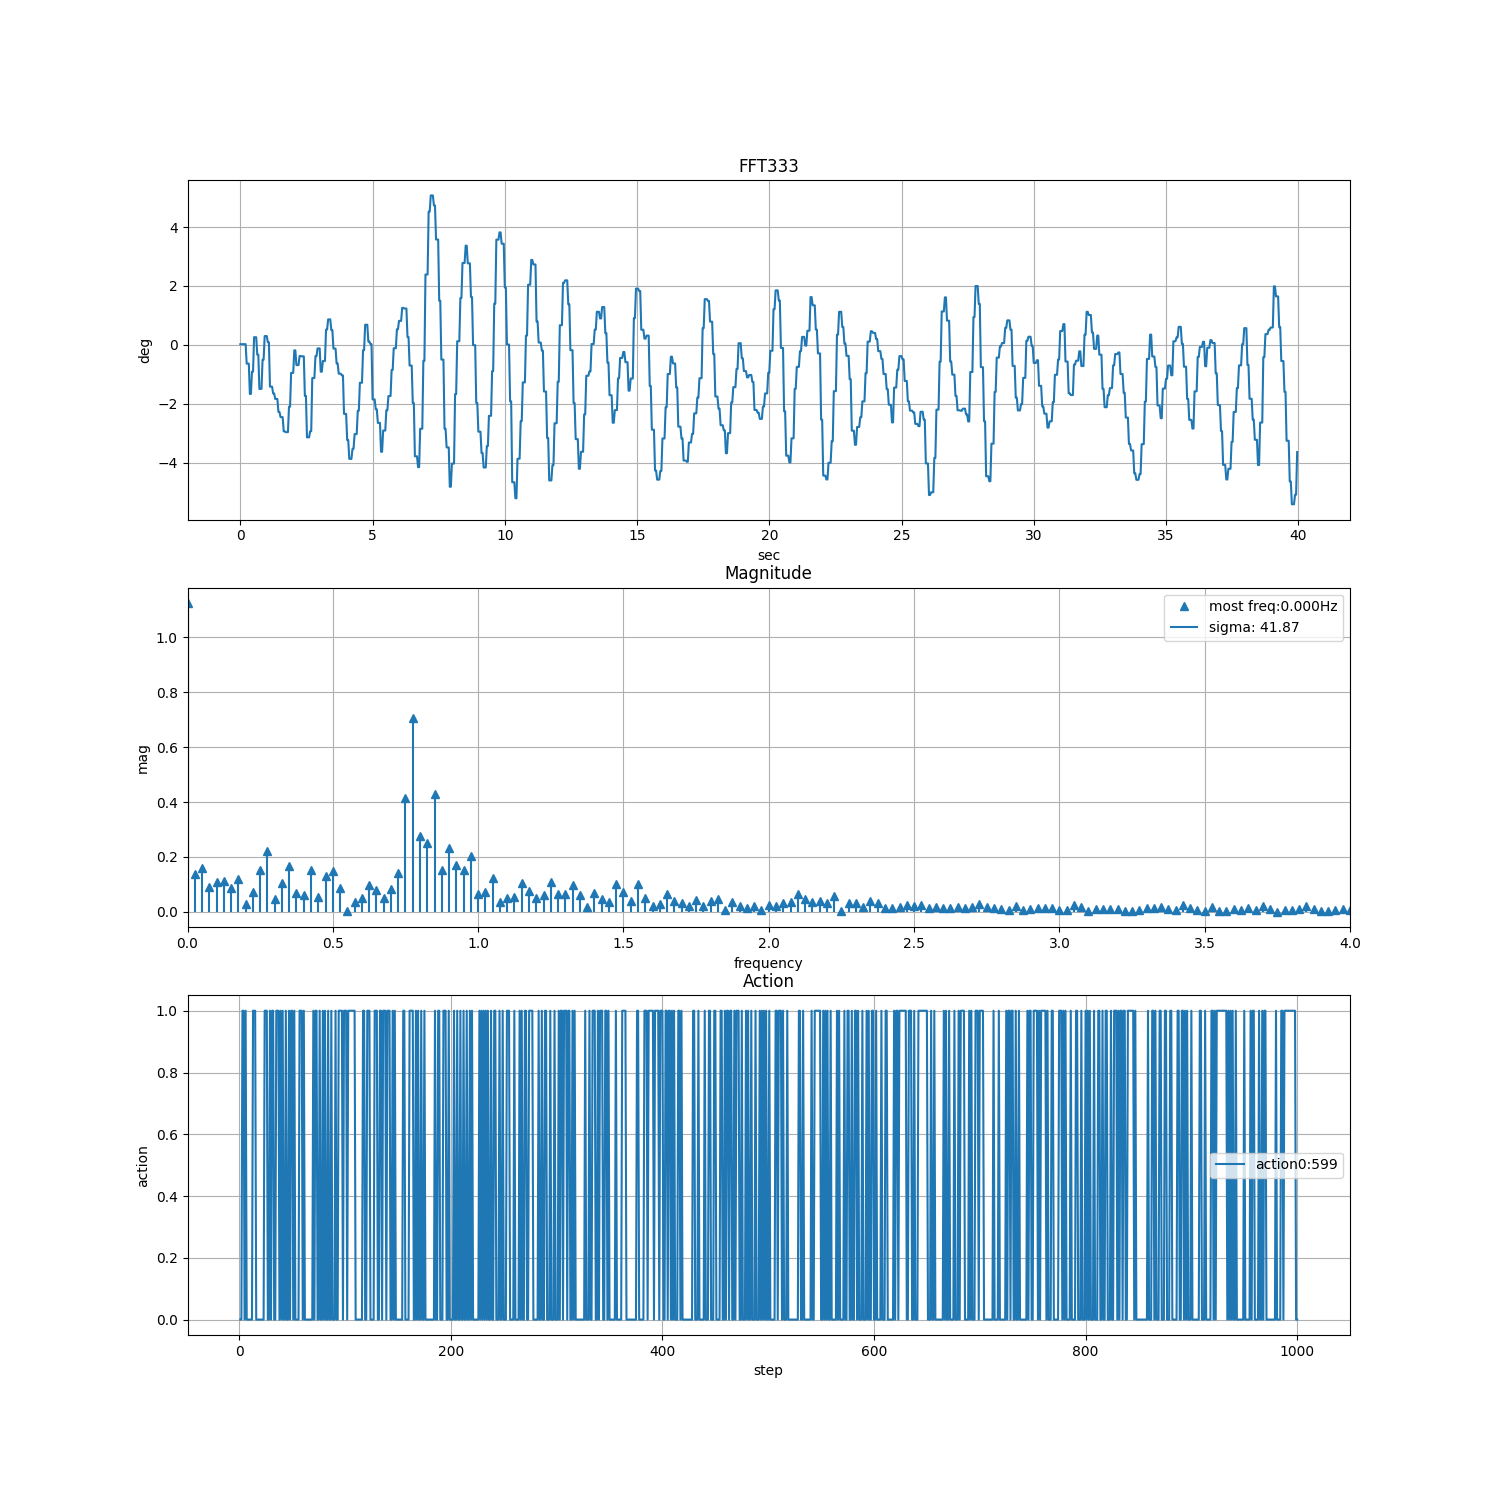 FFT333
4
2
0
−2
−4
deg
0 5 10 15 20 25 30 35 40
sec
Magnitude
most freq:0.000Hz
sigma: 41.87
1.0
0.8
0.6
0.4
0.2
0.0
mag
0.0 0.5 1.0 1.5 2.0 2.5 3.0 3.5 4.0
frequency
Action
1.0
0.8
0.6
0.4
0.2
0.0
action
action0:599
0 200 400 600 800 1000
step